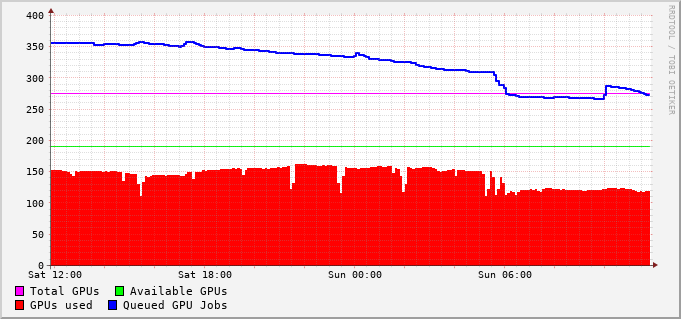 400
350
300
250
200
150
100
50
0
Sat 12:00 Sat 18:00 Sun 00:00 Sun 06:00
Total GPUs Available GPUs
GPUs used Queued GPU Jobs
RRDTOOL / TOBI OETIKER